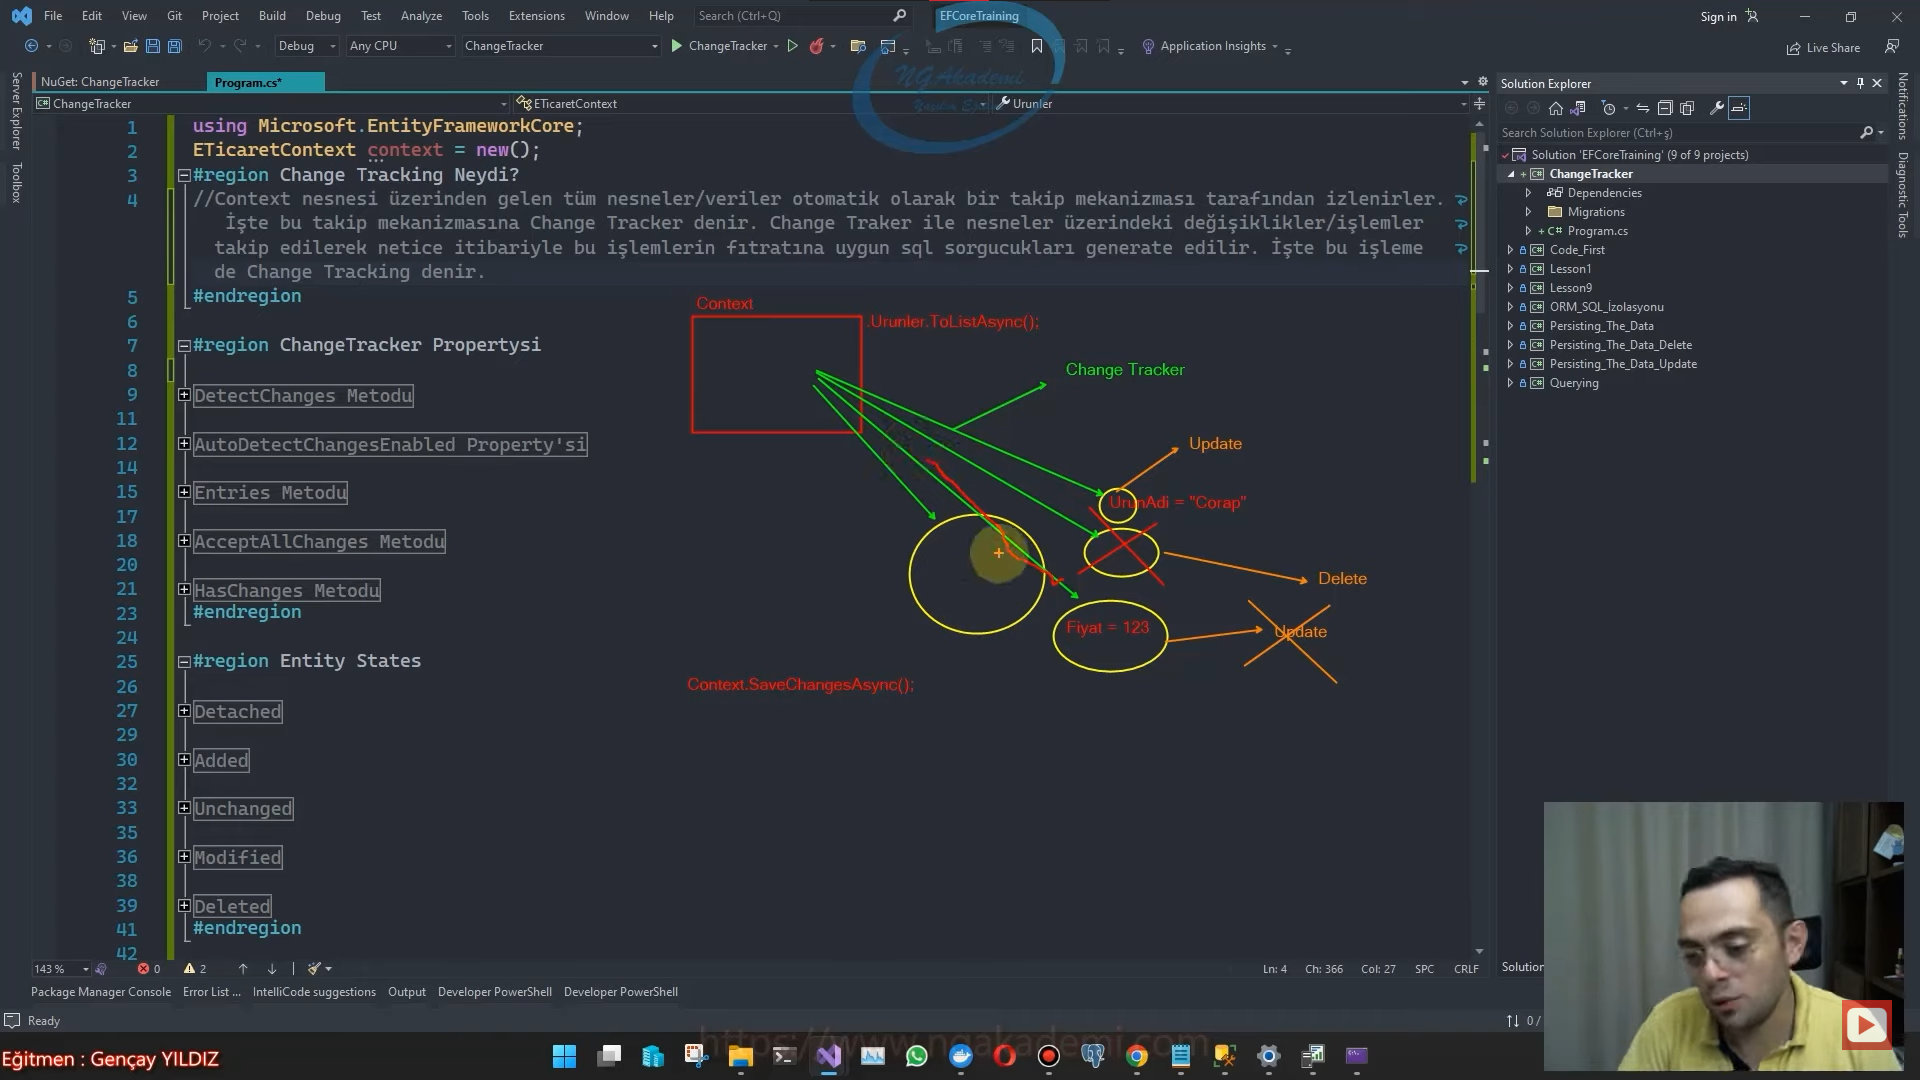 File Edit View Git Project Build Debug Test Analyze Tools Extensions Window Help Search (Ctrl+Q) EFCoreTraining Sign in
Debug Any CPU ChangeTracker ChangeTracker Application Insights Live Share
NuGet: ChangeTracker Program.cs*
ChangeTracker ETicaretContext Urunler
NGAkademi
Server Explorer
Toolbox
1 using Microsoft.EntityFrameworkCore;
2 ETicaretContext context = new();
3 #region Change Tracking Neydi?
4 //Context nesnesi üzerinden gelen tüm nesneler/veriler otomatik olarak bir takip mekanizması tarafından izlenirler.
İşte bu takip mekanizmasına Change Tracker denir. Change Traker ile nesneler üzerindeki değişiklikler/işlemler
takip edilerek netice itibariyle bu işlemlerin fıtratına uygun sql sorgucukları generate edilir. İşte bu işleme
de Change Tracking denir.
5 #endregion
6
7 #region ChangeTracker Propertysi
8
9 DetectChanges Metodu
11
12 AutoDetectChangesEnabled Property'si
14
15 Entries Metodu
17
18 AcceptAllChanges Metodu
20
21 HasChanges Metodu
23 #endregion
24
25 #region Entity States
26
27 Detached
29
30 Added
32
33 Unchanged
35
36 Modified
38
39 Deleted
41 #endregion
42
Context
.Urunler.ToListAsync();
Change Tracker
Update
UrunAdi = "Corap"
Delete
Fiyat = 123
Update
Context.SaveChangesAsync();
Solution Explorer
Search Solution Explorer (Ctrl+ş)
Solution 'EFCoreTraining' (9 of 9 projects)
ChangeTracker
Dependencies
Migrations
Program.cs
Code_First
Lesson1
Lesson9
ORM_SQL_İzolasyonu
Persisting_The_Data
Persisting_The_Data_Delete
Persisting_The_Data_Update
Querying
Notifications
Diagnostic Tools
143 % 0 2 Ln: 4 Ch: 366 Col: 27 SPC CRLF
Solution
Package Manager Console Error List ... IntelliCode suggestions Output Developer PowerShell Developer PowerShell
Ready 0 /
https://www.ngakademi.com
Eğitmen : Gençay YILDIZ